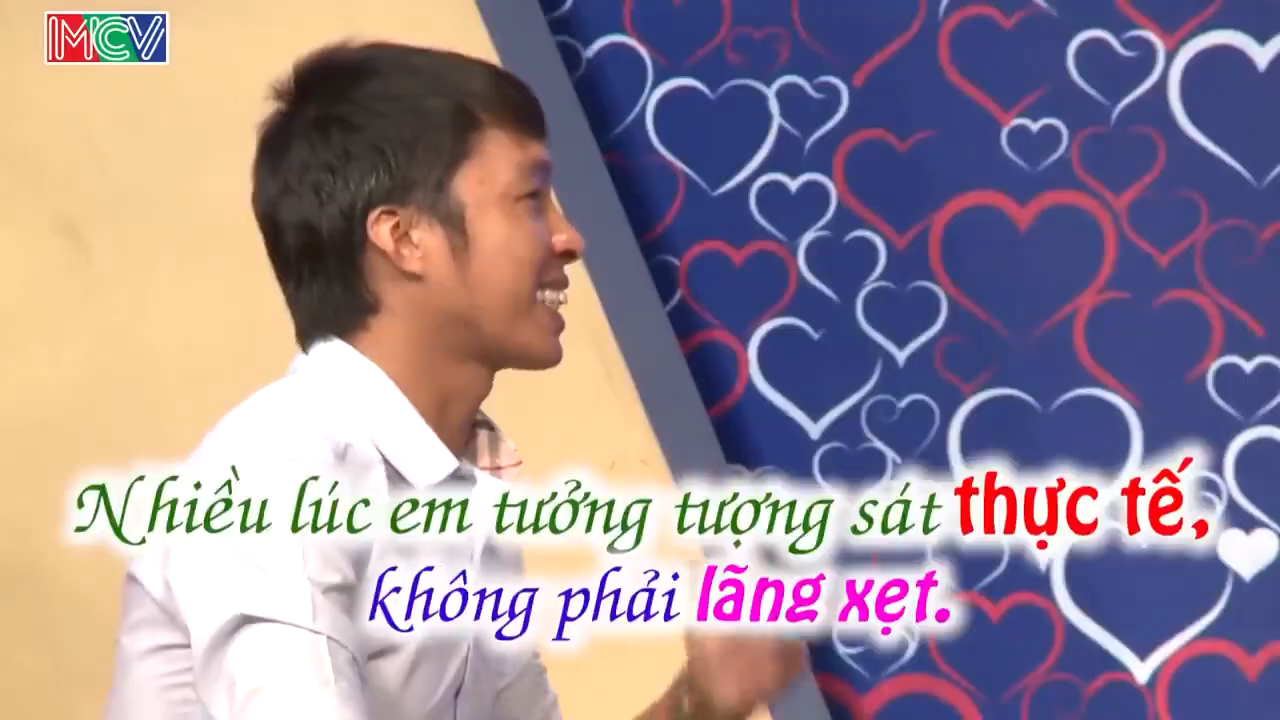 MCV
Nhiều lúc em tưởng tượng sát thực tế,
không phải lãng xẹt.